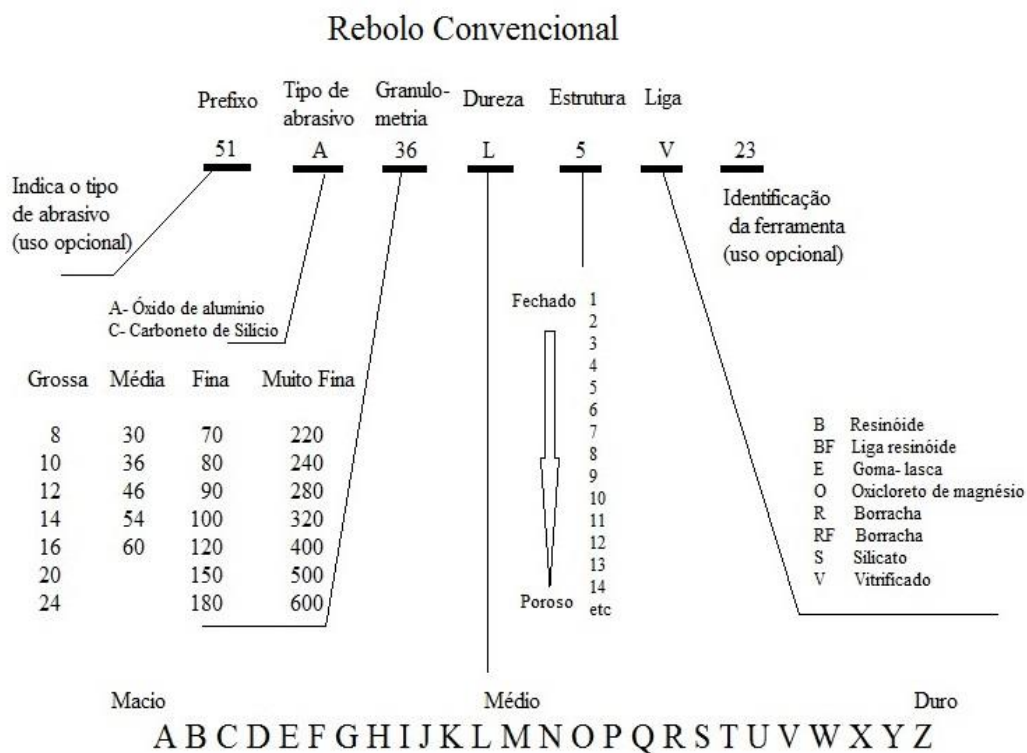 Rebolo Convencional
Prefixo
Tipo de
abrasivo
Granulo-
metria
Dureza
Estrutura
Liga
51 A 36 L 5 V 23
Indica o tipo
de abrasivo
(uso opcional)
Identificação
da ferramenta
(uso opcional)
A- Óxido de alumínio
C- Carboneto de Silício
Fechado
1
2
3
4
5
6
7
8
9
10
11
12
13
14
etc
Poroso
Grossa Média Fina Muito Fina
8 30 70 220
10 36 80 240
12 46 90 280
14 54 100 320
16 60 120 400
20 150 500
24 180 600
B Resinóide
BF Liga resinóide
E Goma- lasca
O Oxicloreto de magnésio
R Borracha
RF Borracha
S Silicato
V Vitrificado
Macio Médio Duro
A B C D E F G H I J K L M N O P Q R S T U V W X Y Z